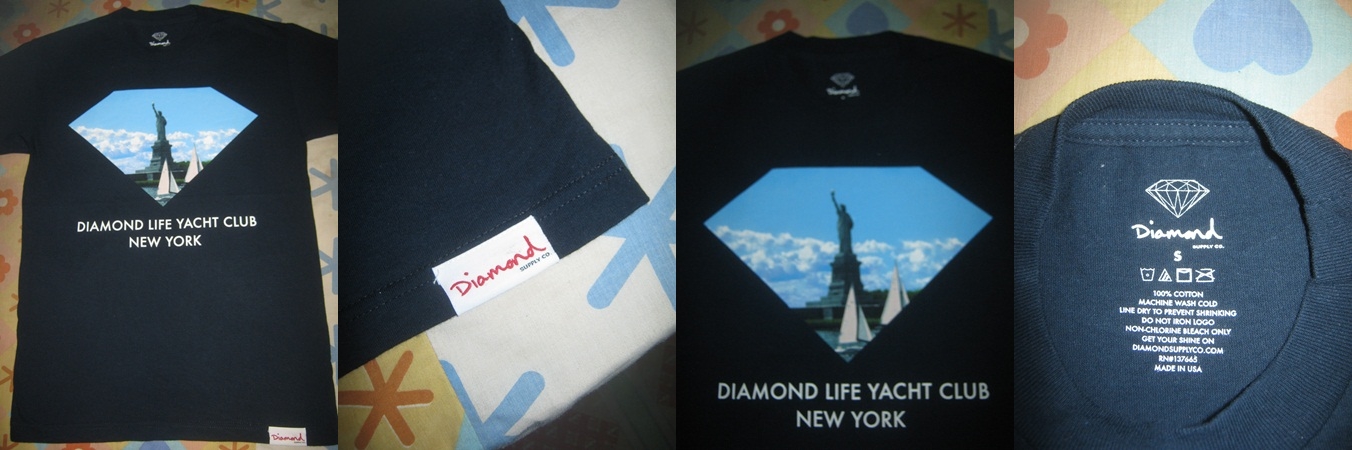 Diamond
DIAMOND LIFE YACHT CLUB
NEW YORK
Diamond
Diamond
SUPPLY CO.
Diamond
DIAMOND LIFE YACHT CLUB
NEW YORK
Diamond
SUPPLY CO.
S
100% COTTON
MACHINE WASH COLD
LINE DRY TO PREVENT SHRINKING
DO NOT IRON LOGO
NON-CHLORINE BLEACH ONLY
GET YOUR SHINE ON
DIAMONDSUPPLYCO.COM
RN#137665
MADE IN USA